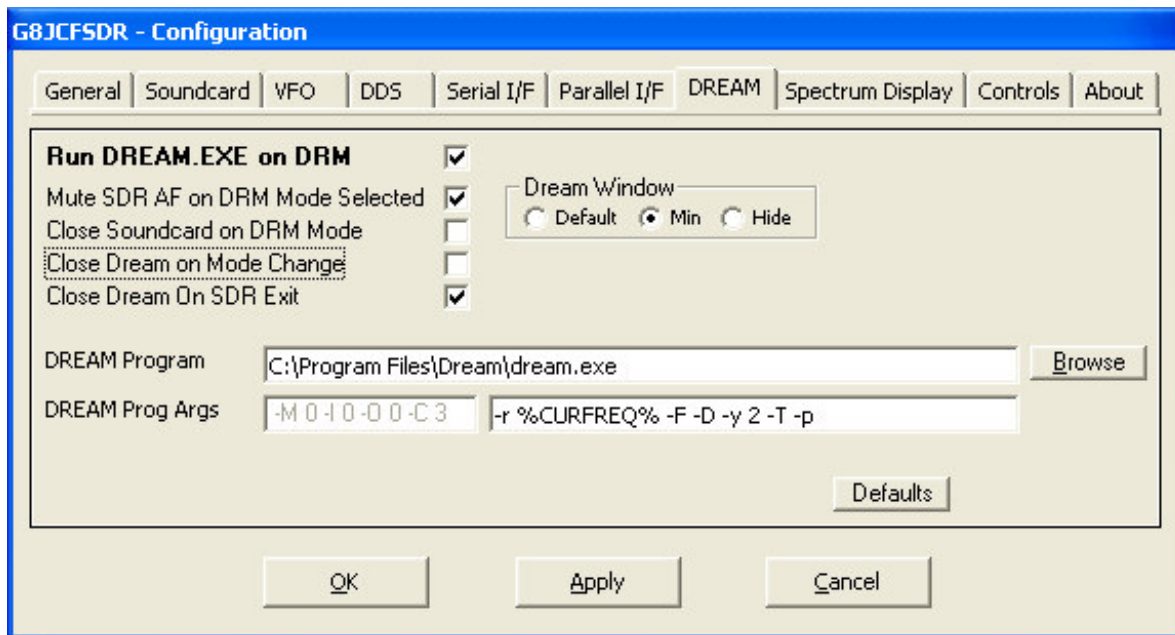 G8JCFSDR - Configuration
General Soundcard VFO DDS Serial I/F Parallel I/F DREAM Spectrum Display Controls About
Run DREAM.EXE on DRM
Mute SDR AF on DRM Mode Selected
Close Soundcard on DRM Mode
Close Dream on Mode Change
Close Dream On SDR Exit
Dream Window
Default Min Hide
DREAM Program C:\Program Files\Dream\dream.exe Browse
DREAM Prog Args -M 0 -I 0 -O 0 -C 3 -r %CURFREQ% -F -D -y 2 -T -p
Defaults
OK Apply Cancel